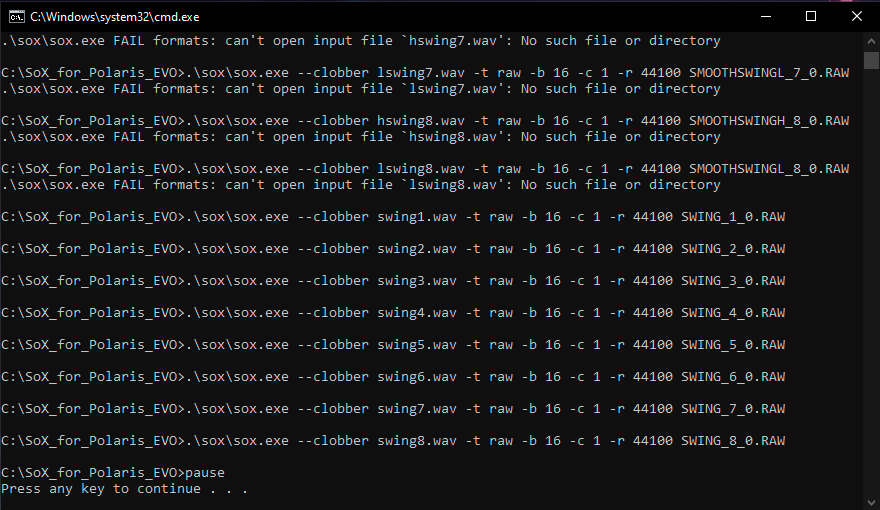 C:\Windows\system32\cmd.exe
.\sox\sox.exe FAIL formats: can't open input file `hswing7.wav': No such file or directory
C:\SoX_for_Polaris_EVO>.\sox\sox.exe --clobber lswing7.wav -t raw -b 16 -c 1 -r 44100 SMOOTHSWINGL_7_0.RAW
.\sox\sox.exe FAIL formats: can't open input file `lswing7.wav': No such file or directory
C:\SoX_for_Polaris_EVO>.\sox\sox.exe --clobber hswing8.wav -t raw -b 16 -c 1 -r 44100 SMOOTHSWINGH_8_0.RAW
.\sox\sox.exe FAIL formats: can't open input file `hswing8.wav': No such file or directory
C:\SoX_for_Polaris_EVO>.\sox\sox.exe --clobber lswing8.wav -t raw -b 16 -c 1 -r 44100 SMOOTHSWINGL_8_0.RAW
.\sox\sox.exe FAIL formats: can't open input file `lswing8.wav': No such file or directory
C:\SoX_for_Polaris_EVO>.\sox\sox.exe --clobber swing1.wav -t raw -b 16 -c 1 -r 44100 SWING_1_0.RAW
C:\SoX_for_Polaris_EVO>.\sox\sox.exe --clobber swing2.wav -t raw -b 16 -c 1 -r 44100 SWING_2_0.RAW
C:\SoX_for_Polaris_EVO>.\sox\sox.exe --clobber swing3.wav -t raw -b 16 -c 1 -r 44100 SWING_3_0.RAW
C:\SoX_for_Polaris_EVO>.\sox\sox.exe --clobber swing4.wav -t raw -b 16 -c 1 -r 44100 SWING_4_0.RAW
C:\SoX_for_Polaris_EVO>.\sox\sox.exe --clobber swing5.wav -t raw -b 16 -c 1 -r 44100 SWING_5_0.RAW
C:\SoX_for_Polaris_EVO>.\sox\sox.exe --clobber swing6.wav -t raw -b 16 -c 1 -r 44100 SWING_6_0.RAW
C:\SoX_for_Polaris_EVO>.\sox\sox.exe --clobber swing7.wav -t raw -b 16 -c 1 -r 44100 SWING_7_0.RAW
C:\SoX_for_Polaris_EVO>.\sox\sox.exe --clobber swing8.wav -t raw -b 16 -c 1 -r 44100 SWING_8_0.RAW
C:\SoX_for_Polaris_EVO>pause
Press any key to continue . . .